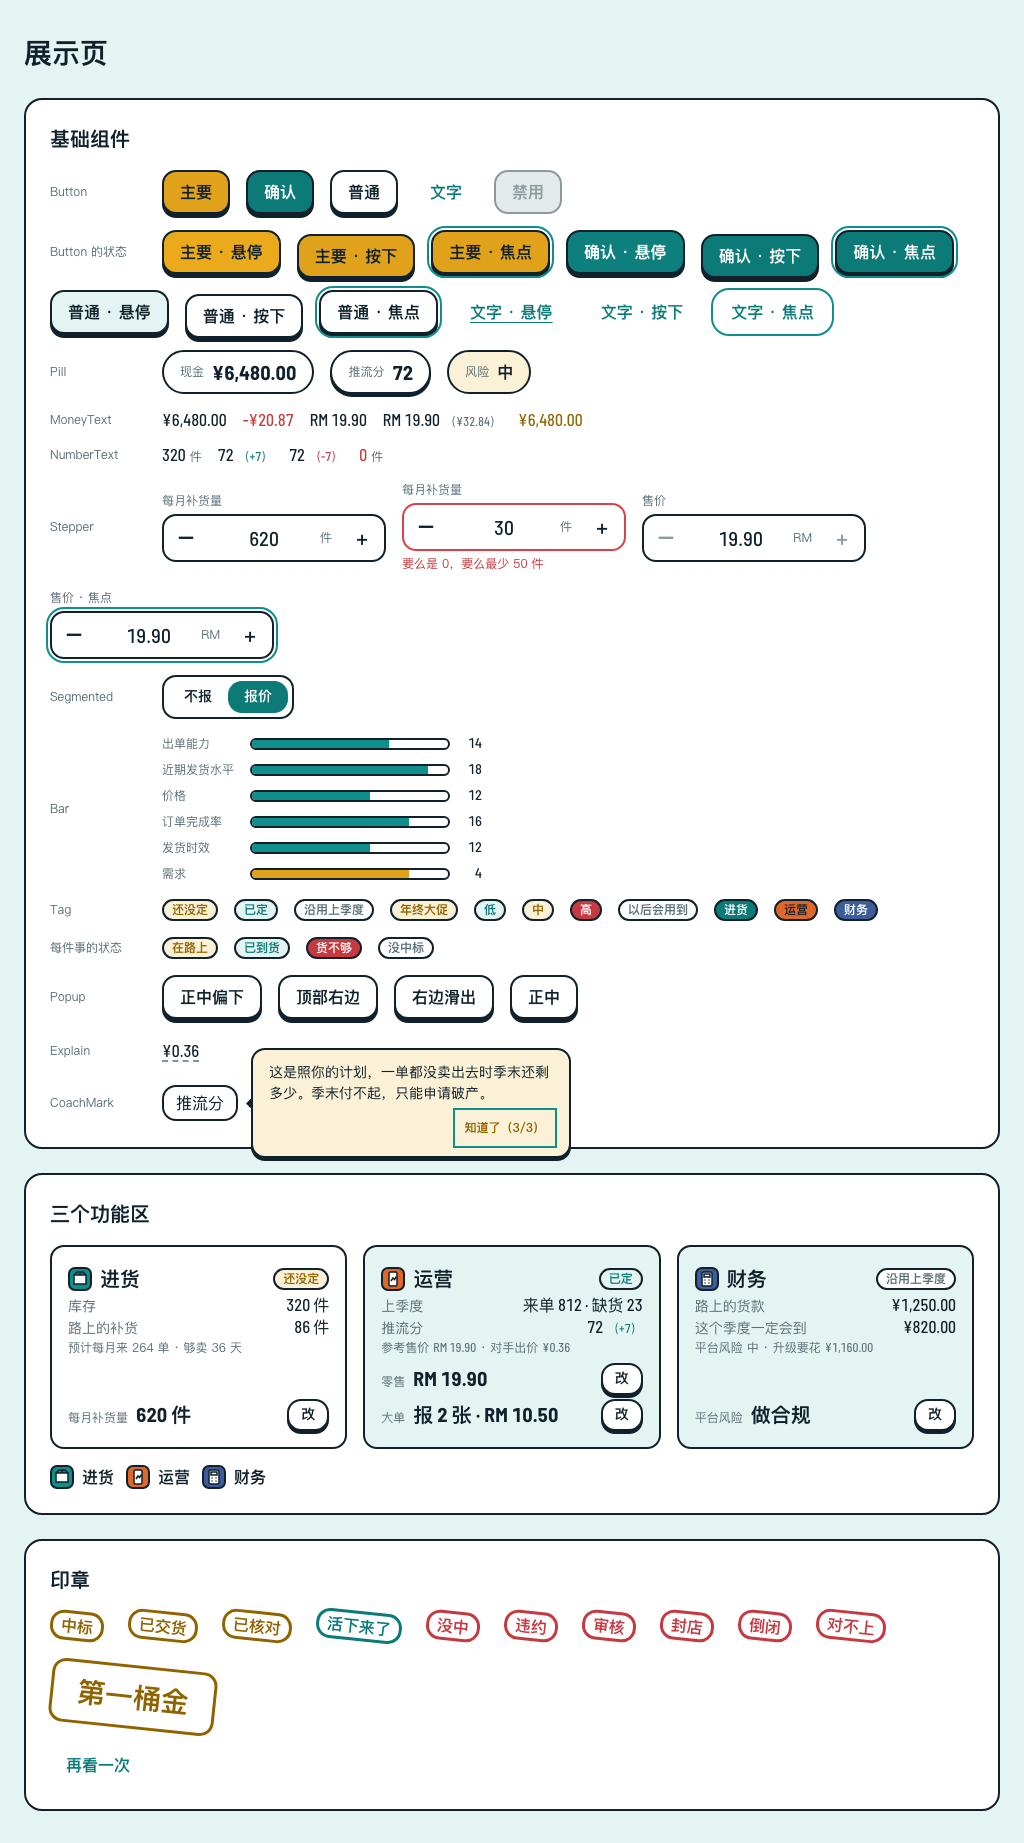 展示页
基础组件
Button 主要 确认 普通 文字 禁用
Button 的状态 主要 · 悬停 主要 · 按下 主要 · 焦点 确认 · 悬停 确认 · 按下 确认 · 焦点
普通 · 悬停 普通 · 按下 普通 · 焦点 文字 · 悬停 文字 · 按下 文字 · 焦点
Pill 现金 ¥6,480.00 推流分 72 风险 中
MoneyText ¥6,480.00 -¥20.87 RM 19.90 RM 19.90 (¥32.84) ¥6,480.00
NumberText 320 件 72 (+7) 72 (-7) 0 件
每月补货量 每月补货量 售价
Stepper − 620 件 + − 30 件 + − 19.90 RM +
要么是 0，要么最少 50 件
售价 · 焦点
− 19.90 RM +
Segmented 不报 报价
Bar
出单能力 14
近期发货水平 18
价格 12
订单完成率 16
发货时效 12
需求 4
Tag 还没定 已定 沿用上季度 年终大促 低 中 高 以后会用到 进货 运营 财务
每件事的状态 在路上 已到货 货不够 没中标
Popup 正中偏下 顶部右边 右边滑出 正中
Explain ¥0.36
CoachMark 推流分
这是照你的计划，一单都没卖出去时季末还剩
多少。季末付不起，只能申请破产。
知道了（3/3）
三个功能区
进货 还没定
库存 320 件
路上的补货 86 件
预计每月来 264 单 · 够卖 36 天
每月补货量 620 件 改
运营 已定
上季度 来单 812 · 缺货 23
推流分 72 (+7)
参考售价 RM 19.90 · 对手出价 ¥0.36
零售 RM 19.90 改
大单 报 2 张 · RM 10.50 改
财务 沿用上季度
路上的货款 ¥1,250.00
这个季度一定会到 ¥820.00
平台风险 中 · 升级要花 ¥1,160.00
平台风险 做合规 改
进货 运营 财务
印章
中标 已交货 已核对 活下来了 没中 违约 审核 封店 倒闭 对不上
第一桶金
再看一次